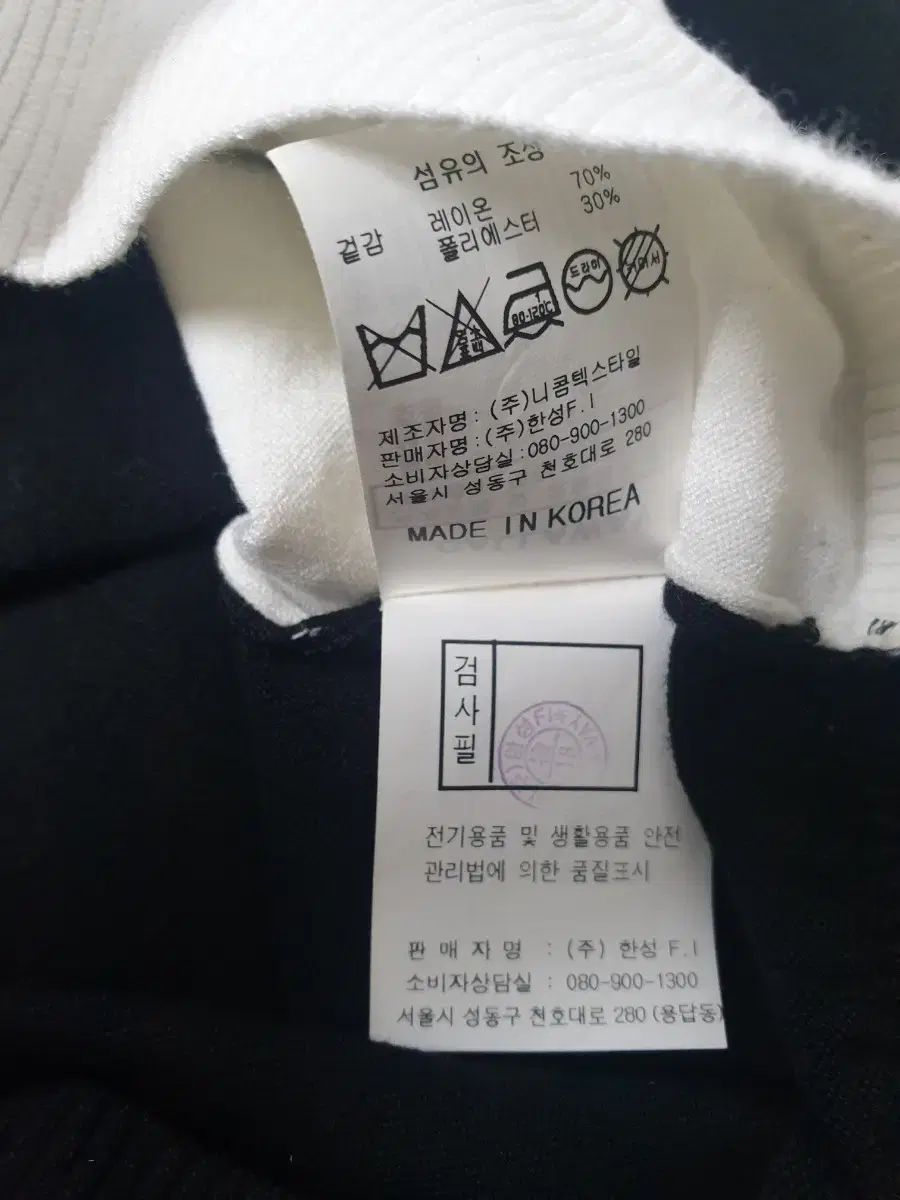 섬유의 조성
겉감 레이온 70%
폴리에스터 30%
염소
80-120℃
드라이
제조자명 : (주)니콤텍스타일
판매자명 : (주)한성F.I
소비자상담실 : 080-900-1300
서울시 성동구 천호대로 280
MADE IN KOREA
검사필
전기용품 및 생활용품 안전
관리법에 의한 품질표시
판 매 자 명 : (주) 한성 F.I
소비자상담실 : 080-900-1300
서울시 성동구 천호대로 280 (용답동)